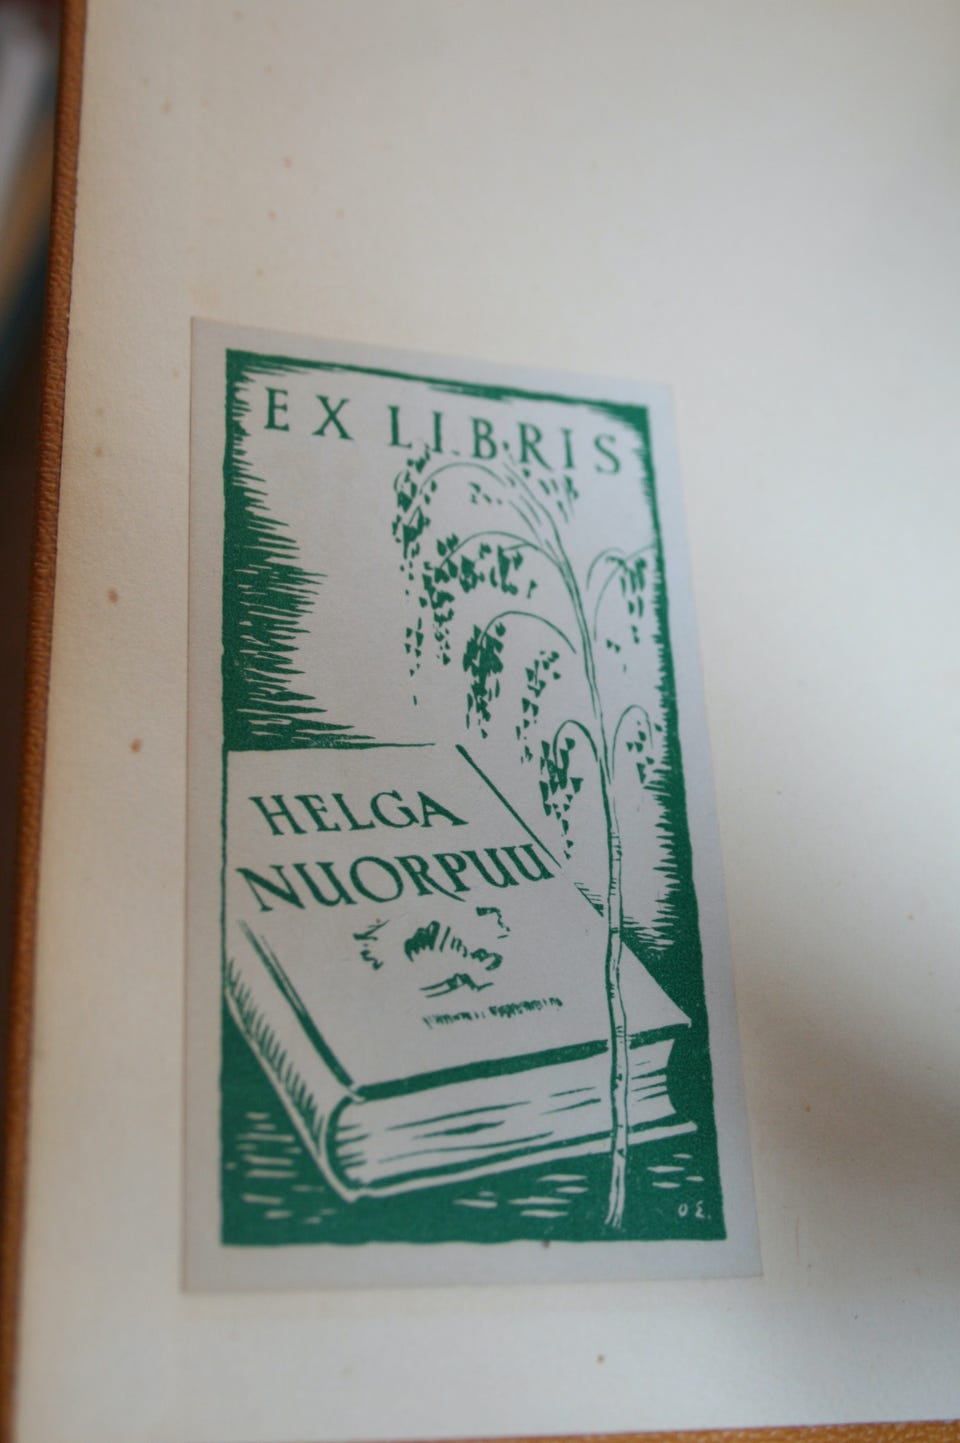 EX LIBRIS
HELGA
NUORPUU
O E.